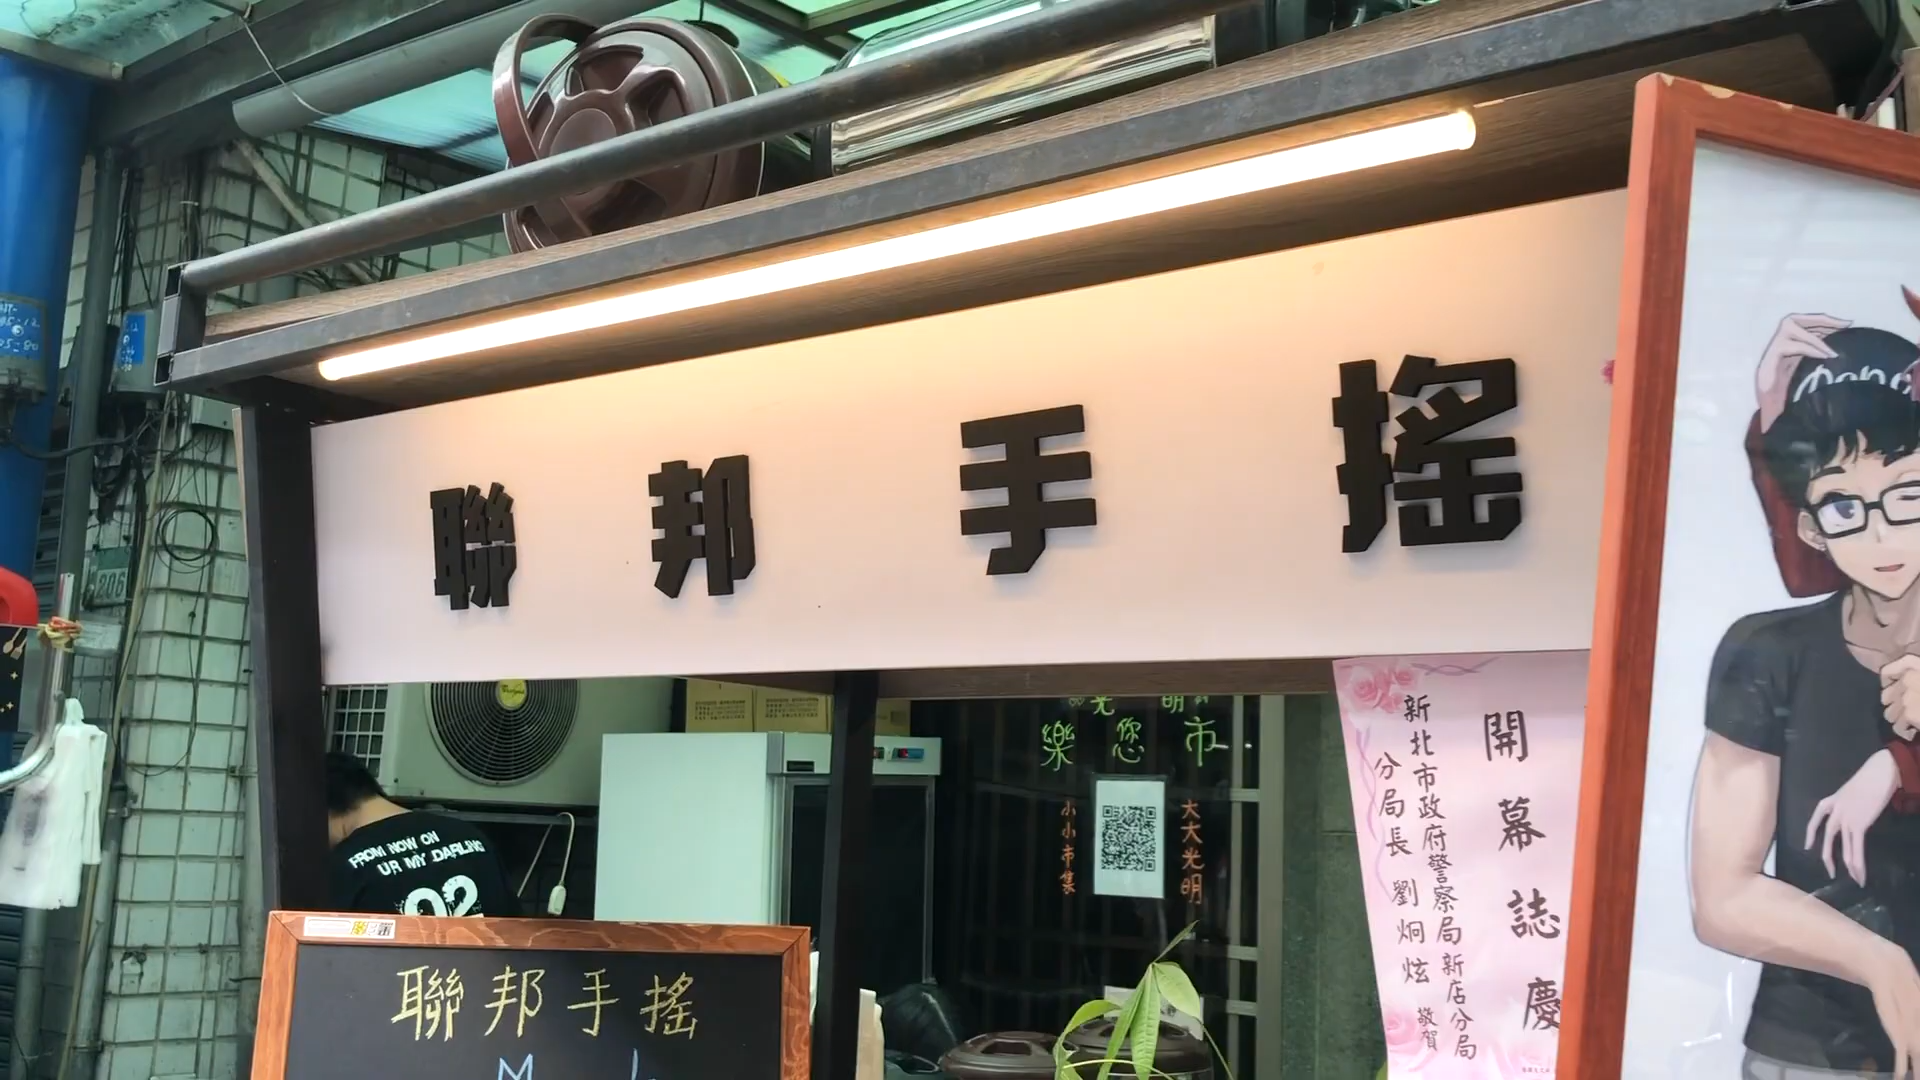 聯邦手搖
206
FROM NOW ON
UR MY DARLING
02
樂 您 市
小小市集
大大光明
開幕誌慶
新北市政府警察局新店分局
分局長 劉炯炫 敬賀
聯邦手搖